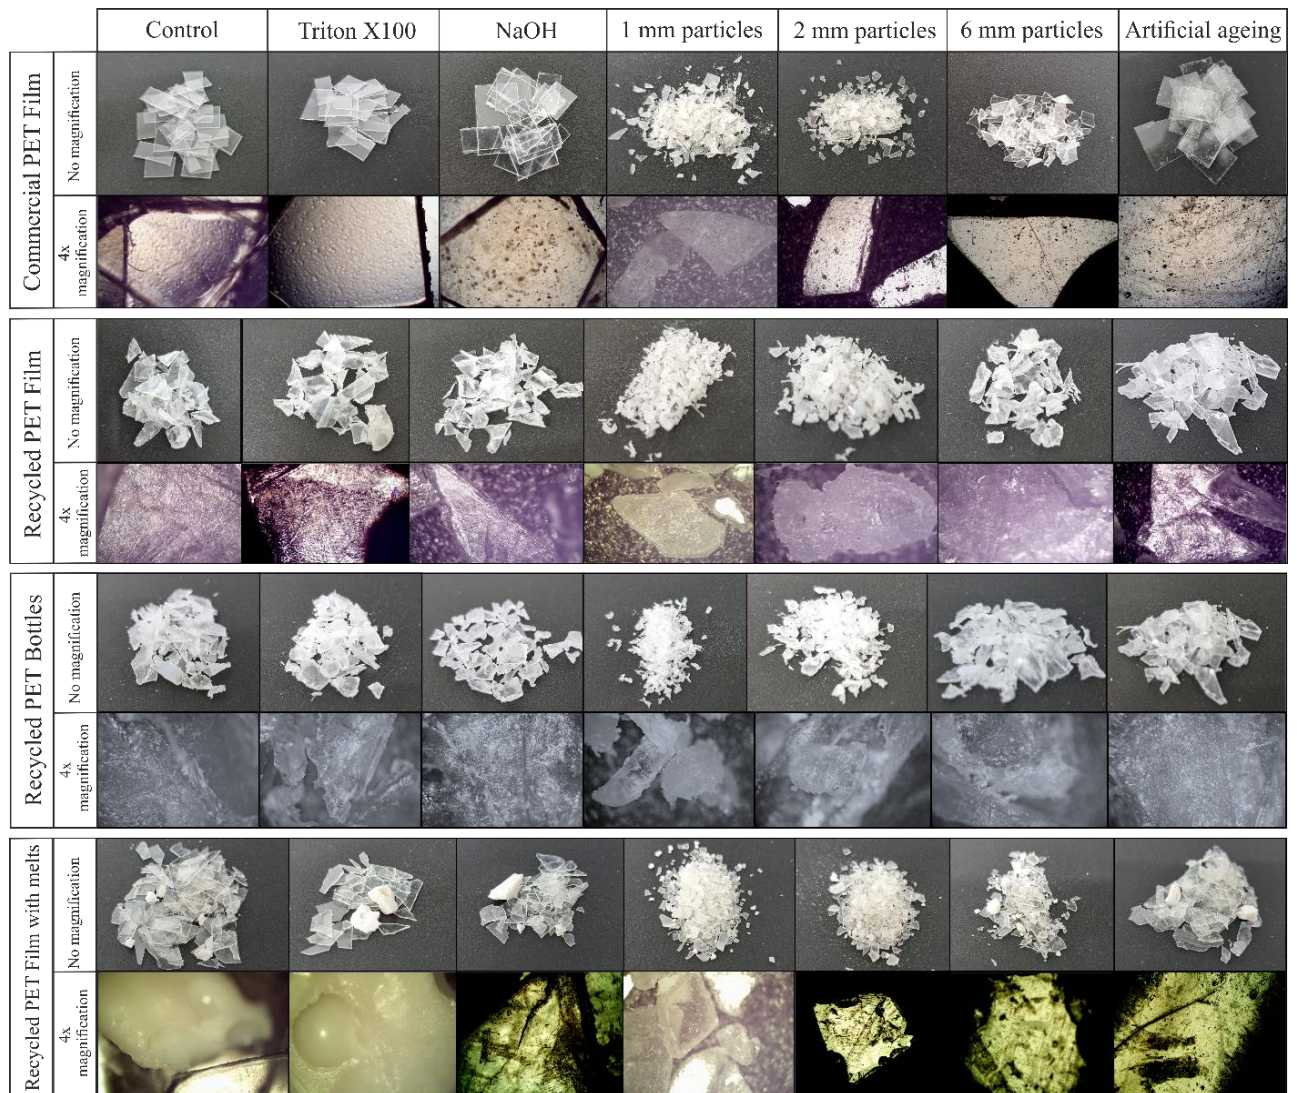 Control
Triton X100
NaOH
1 mm particles
2 mm particles
6 mm particles
Artificial ageing
Commercial PET Film
No magnification
4x
magnification
Recycled PET Film
No magnification
4x
magnification
Recycled PET Bottles
No magnification
4x
magnification
Recycled PET Film with melts
No magnification
4x
magnification